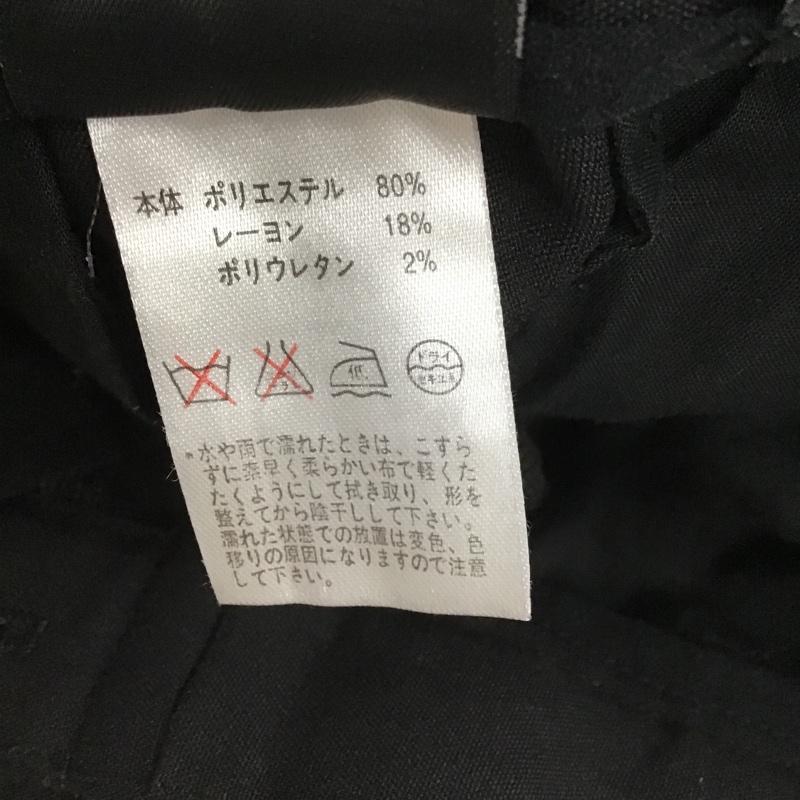 本体 ポリエステル 80%
レーヨン 18%
ポリウレタン 2%
低
ドライ
セキユ系
*水や雨で濡れたときは、こすら
ずに素早く柔らかい布で軽くた
たくようにして拭き取り、形を
整えてから陰干しして下さい。
濡れた状態での放置は変色、色
移りの原因になりますので注意
して下さい。